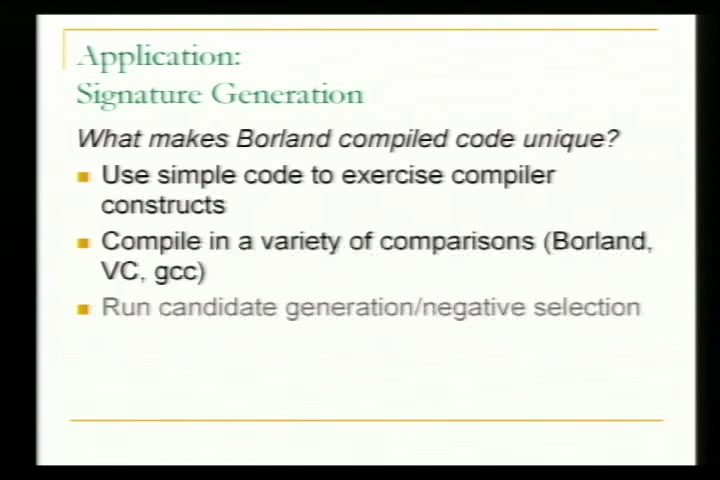 Application:
Signature Generation
What makes Borland compiled code unique?
Use simple code to exercise compiler
constructs
Compile in a variety of comparisons (Borland,
VC, gcc)
Run candidate generation/negative selection